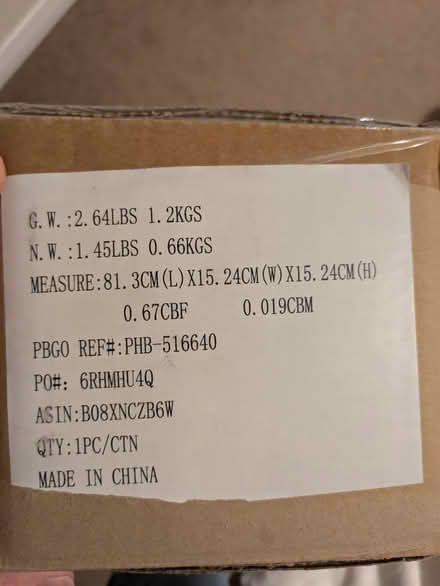 G.W.:2.64LBS 1.2KGS
N.W.:1.45LBS 0.66KGS
MEASURE:81.3CM(L)X15.24CM(W)X15.24CM(H)
0.67CBF 0.019CBM
PBGO REF#:PHB-516640
PO#: 6RHMHU4Q
ASIN:B08XNCZB6W
QTY:1PC/CTN
MADE IN CHINA